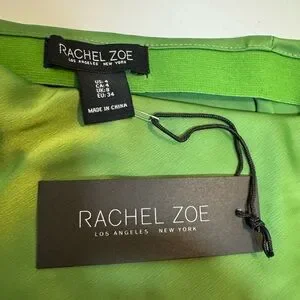 RACHEL ZOE
LOS ANGELES NEW YORK
US: 4
CA: 4
UK: 8
EU: 34
MADE IN CHINA
RACHEL ZOE
LOS ANGELES NEW YORK